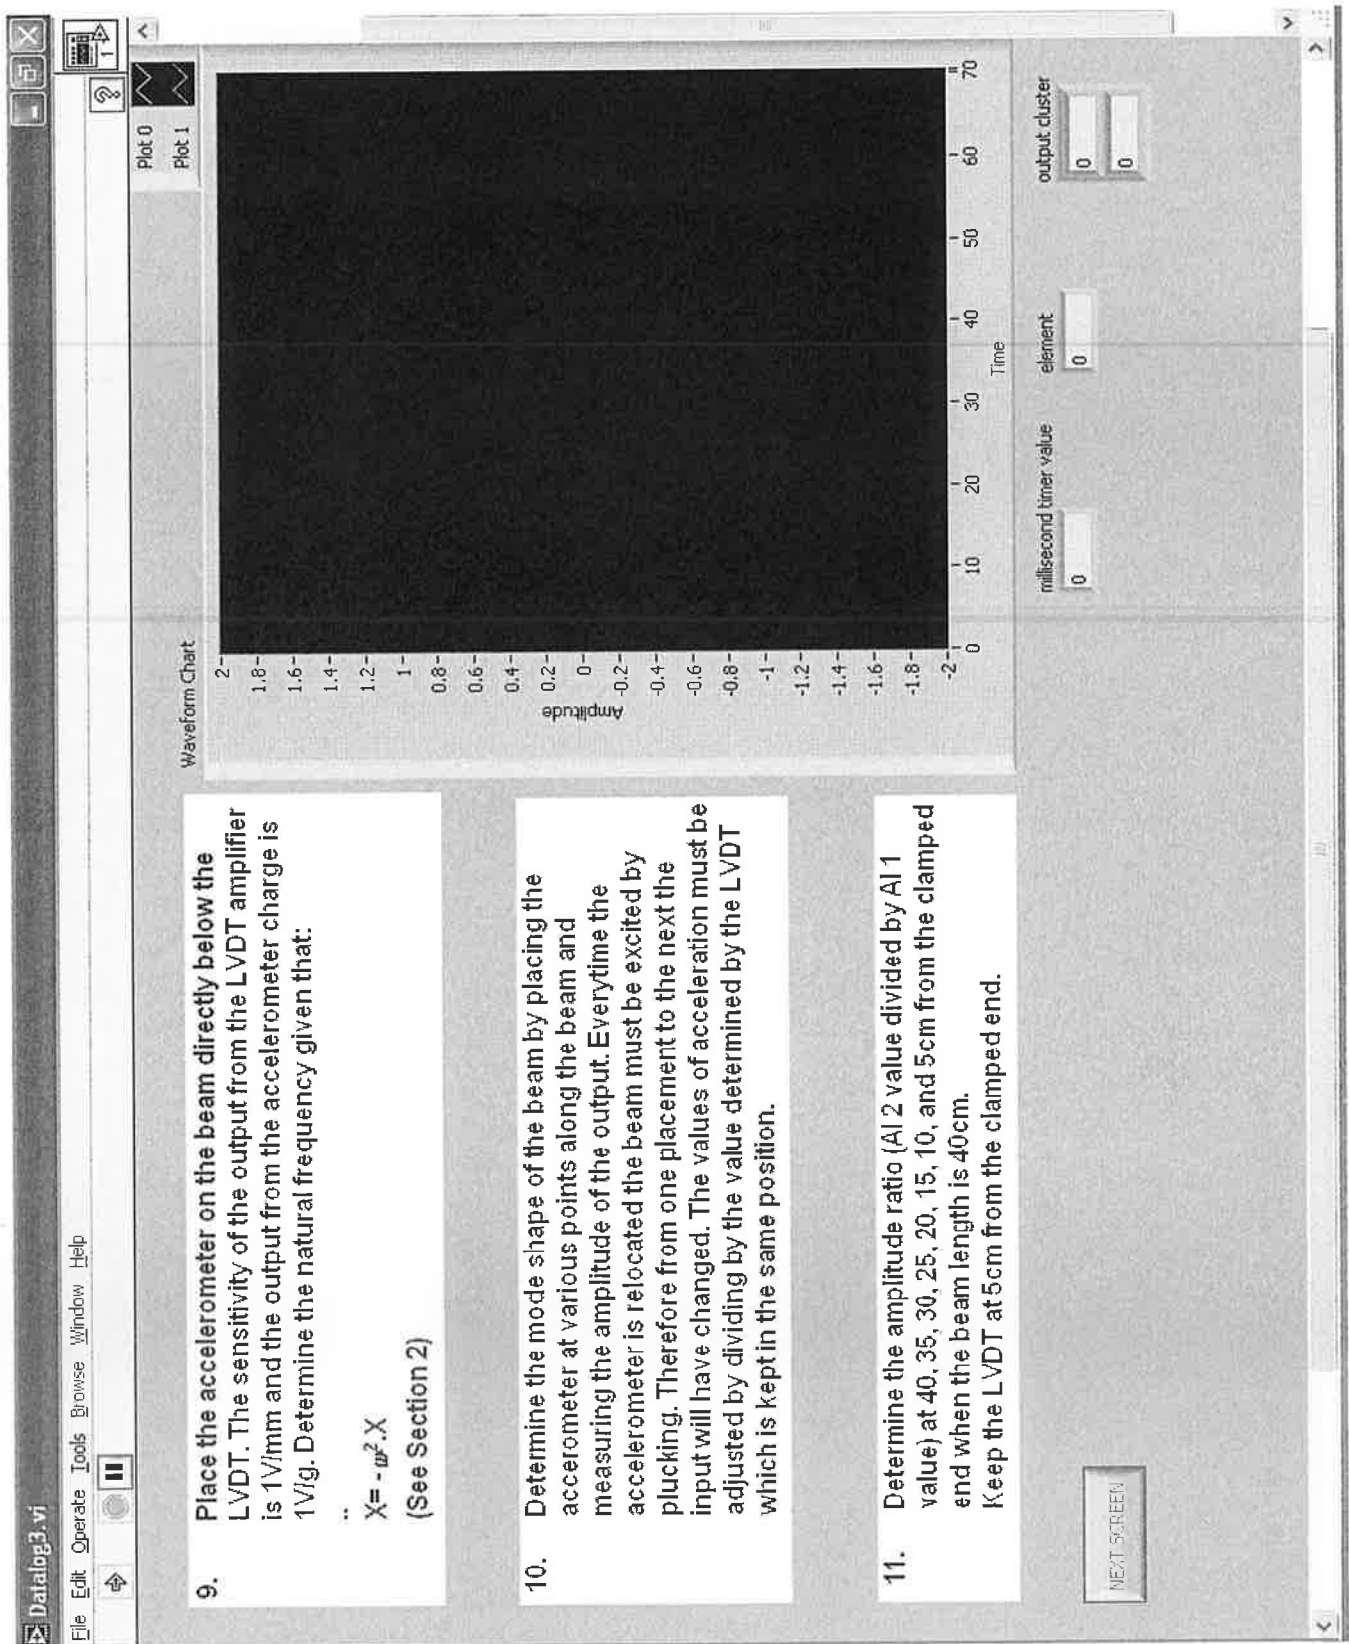 Datalog3.vi
File Edit Operate Tools Browse Window Help
9. Place the accelerometer on the beam directly below the
LVDT. The sensitivity of the output from the LVDT amplifier
is 1V/mm and the output from the accelerometer charge is
1V/g. Determine the natural frequency given that:
Ẍ= - ω².X
(See Section 2)
10. Determine the mode shape of the beam by placing the
accerometer at various points along the beam and
measuring the amplitude of the output. Everytime the
accelerometer is relocated the beam must be excited by
plucking. Therefore from one placement to the next the
input will have changed. The values of acceleration must be
adjusted by dividing by the value determined by the LVDT
which is kept in the same position.
11. Determine the amplitude ratio (AI 2 value divided by AI 1
value) at 40, 35, 30, 25, 20, 15, 10, and 5cm from the clamped
end when the beam length is 40cm.
Keep the LVDT at 5cm from the clamped end.
NEXT SCREEN
Waveform Chart
Plot 0
Plot 1
Amplitude
2
1.8
1.6
1.4
1.2
1
0.8
0.6
0.4
0.2
0
-0.2
-0.4
-0.6
-0.8
-1
-1.2
-1.4
-1.6
-1.8
-2
0 10 20 30 40 50 60 70
Time
millisecond timer value
0
element
0
output cluster
0
0
?
1